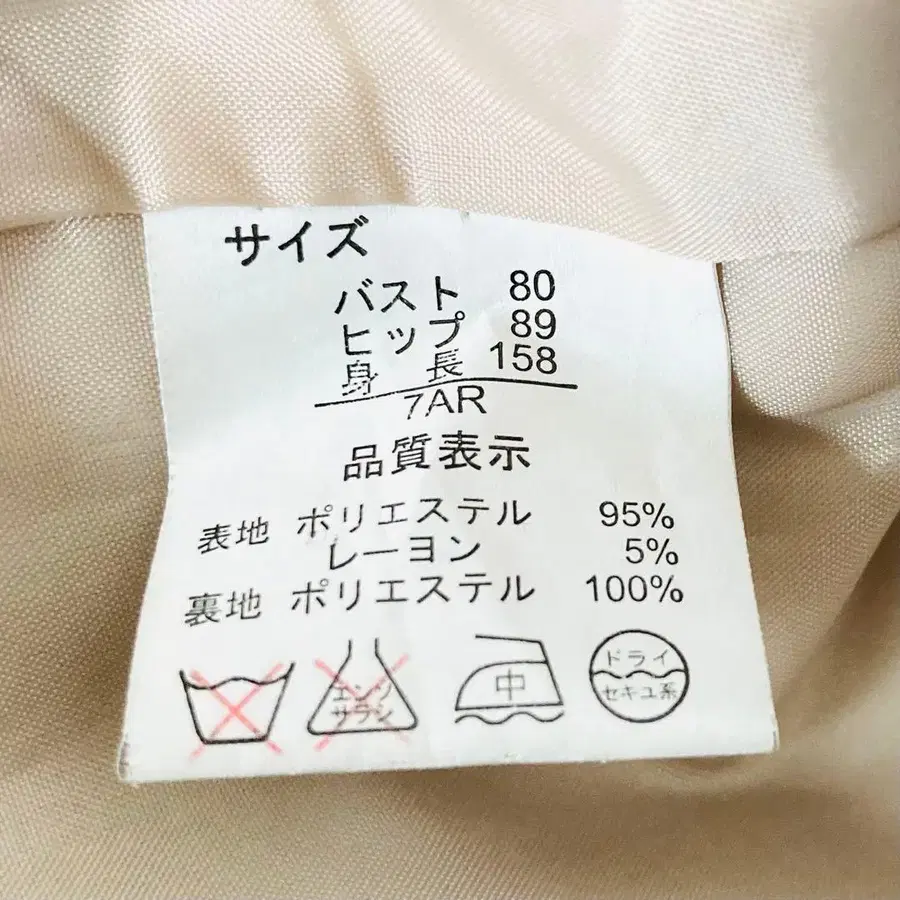 サイズ
バスト 80
ヒップ 89
身長 158
7AR
品質表示
表地 ポリエステル 95%
レーヨン 5%
裏地 ポリエステル 100%
エンソ
サラシ
中
ドライ
セキユ系